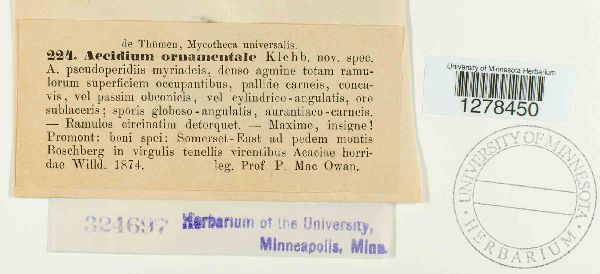 de Thümen, Mycotheca universalis.
224. Aecidium ornamentale Klchb. nov. spec.
A. pseudoperidiis myriadeis, denso agmine totam ramu-
lorum superficiem occupantibus, pallide carneis, conca-
vis, vel passim obconicis, vel cylindrico-angulatis, ore
sublaceris; sporis globoso-angulatis, aurantiaco-carneis.
— Ramulos circinatim detorquet. — Maxime, insigne!
Promont: boni spei: Somerset-East ad pedem montis
Boschberg in virgulis tenellis virentibus Acaciae horri-
dae Willd. 1874. leg. Prof P. Mac Owan.
University of Minnesota Herbarium
1278450
UNIVERSITY OF MINNESOTA
HERBARIUM
324697 Herbarium of the University,
Minneapolis, Minn.